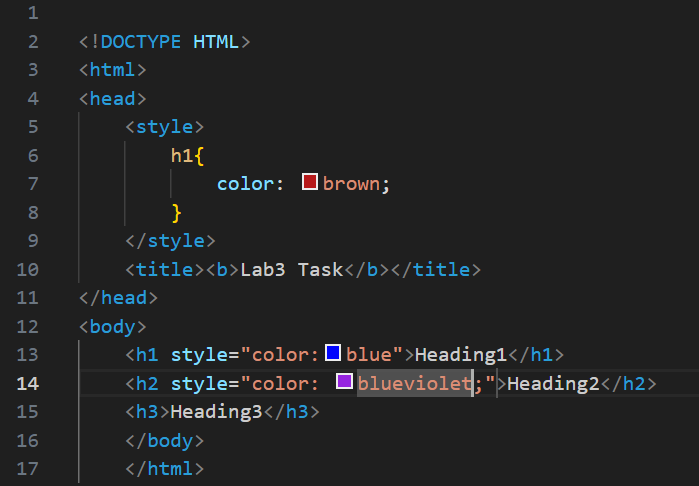 1
2 <!DOCTYPE HTML>
3 <html>
4 <head>
5 <style>
6 h1{
7 color: brown;
8 }
9 </style>
10 <title><b>Lab3 Task</b></title>
11 </head>
12 <body>
13 <h1 style="color:blue">Heading1</h1>
14 <h2 style="color: blueviolet;">Heading2</h2>
15 <h3>Heading3</h3>
16 </body>
17 </html>